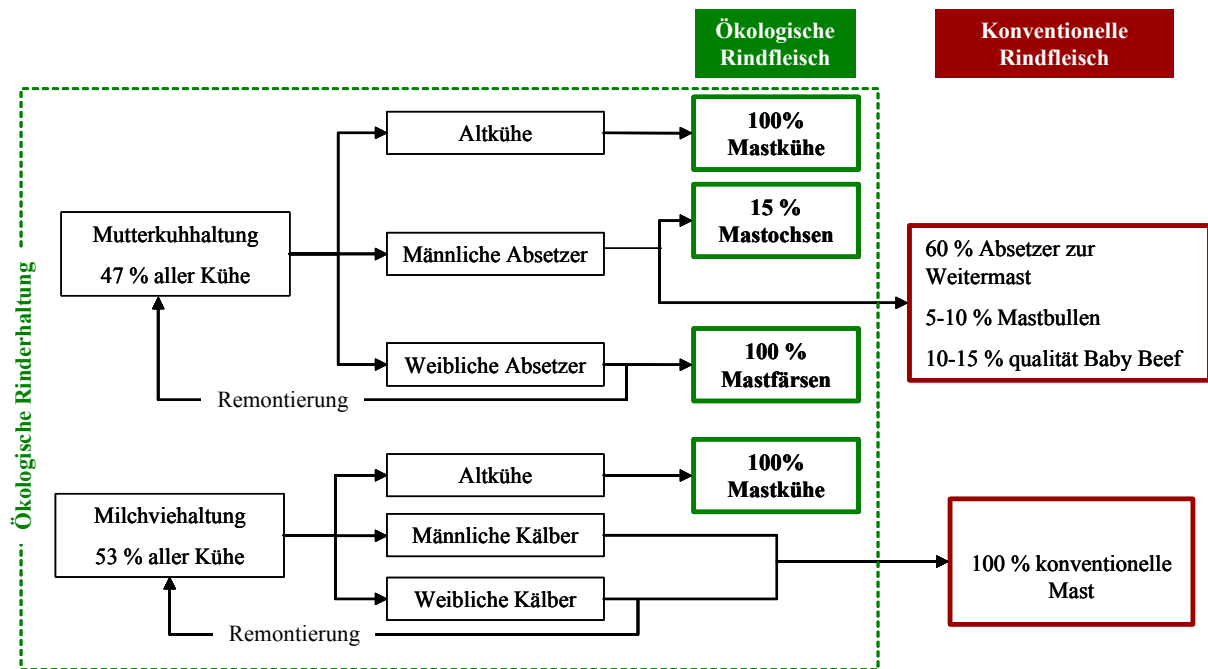 Ökologische
Rindfleisch
Konventionelle
Rindfleisch
Ökologische Rinderhaltung
Altkühe
100%
Mastkühe
Mutterkuhhaltung
47 % aller Kühe
Männliche Absetzer
15 %
Mastochsen
60 % Absetzer zur
Weitermast
5-10 % Mastbullen
10-15 % qualität Baby Beef
Weibliche Absetzer
100 %
Mastfärsen
Remontierung
Altkühe
100%
Mastkühe
Milchviehaltung
53 % aller Kühe
Männliche Kälber
Weibliche Kälber
100 % konventionelle
Mast
Remontierung